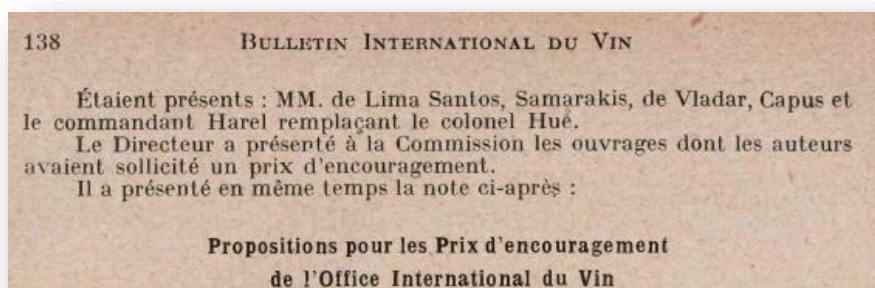 138 BULLETIN INTERNATIONAL DU VIN
Étaient présents : MM. de Lima Santos, Samarakis, de Vladar, Capus et
le commandant Harel remplaçant le colonel Hué.
Le Directeur a présenté à la Commission les ouvrages dont les auteurs
avaient sollicité un prix d'encouragement.
Il a présenté en même temps la note ci-après :
Propositions pour les Prix d'encouragement
de l'Office International du Vin